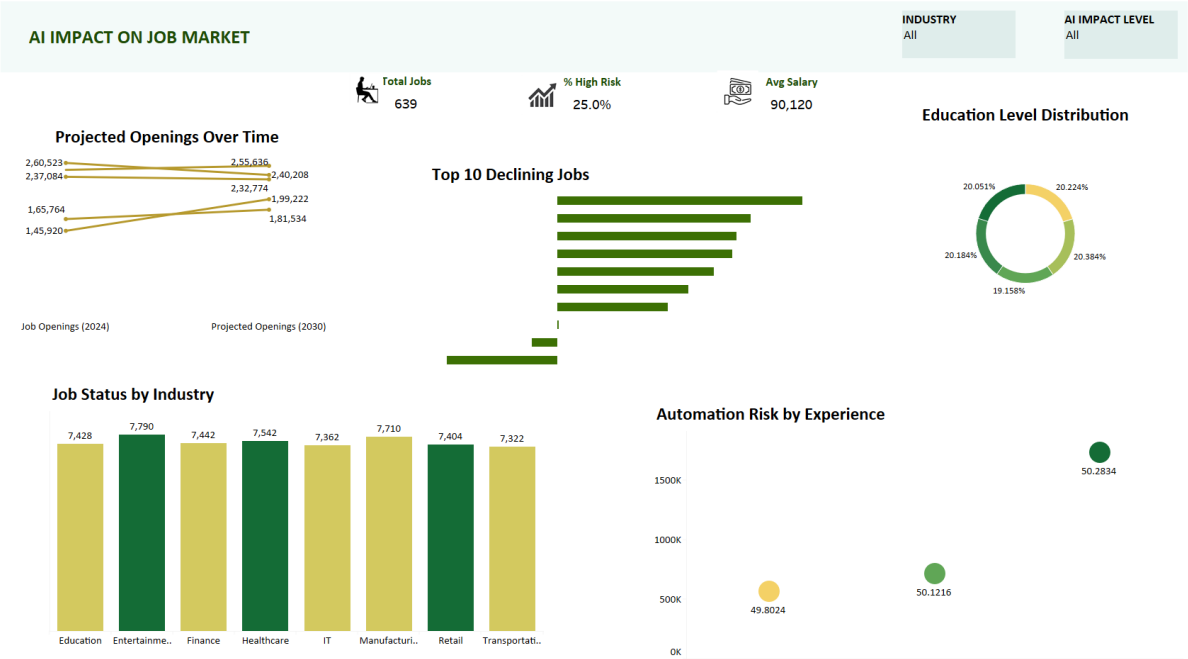 AI IMPACT ON JOB MARKET
INDUSTRY
All
AI IMPACT LEVEL
All
Total Jobs
639
% High Risk
25.0%
Avg Salary
90,120
Projected Openings Over Time
2,60,523
2,37,084
1,65,764
1,45,920
2,55,636
2,40,208
2,32,774
1,99,222
1,81,534
Job Openings (2024)
Projected Openings (2030)
Top 10 Declining Jobs
Education Level Distribution
20.051%
20.224%
20.184%
20.384%
19.158%
Job Status by Industry
7,428
7,790
7,442
7,542
7,362
7,710
7,404
7,322
Education
Entertainme..
Finance
Healthcare
IT
Manufacturi..
Retail
Transportati..
Automation Risk by Experience
1500K
1000K
500K
0K
49.8024
50.1216
50.2834